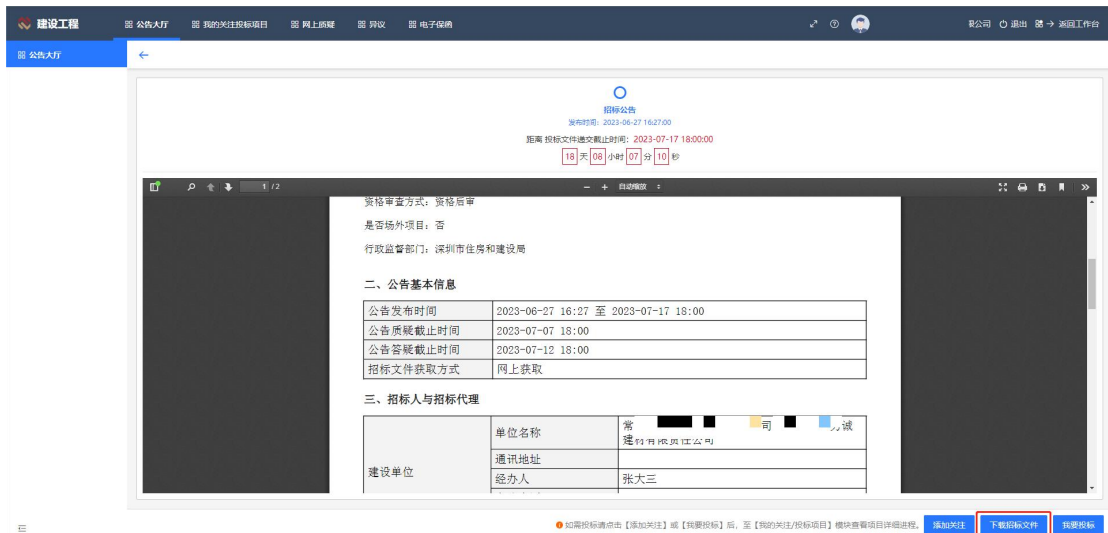 建设工程
公告大厅 我的关注投标项目 网上质疑 异议 电子保函
公司 退出 返回工作台
公告大厅
招标公告
发布时间：2023-06-27 16:27:00
距离 投标文件递交截止时间：2023-07-17 18:00:00
18 天 08 小时 07 分 10 秒
1 / 2
自动缩放
资格审查方式：资格后审
是否场外项目：否
行政监督部门：深圳市住房和建设局
二、公告基本信息
公告发布时间 2023-06-27 16:27 至 2023-07-17 18:00
公告质疑截止时间 2023-07-07 18:00
公告答疑截止时间 2023-07-12 18:00
招标文件获取方式 网上获取
三、招标人与招标代理
建设单位
单位名称
常 司 诚
建材有限责任公司
通讯地址
经办人 张大三
如需投标请点击【添加关注】或【我要投标】后，至【我的关注/投标项目】模块查看项目详细进程。
添加关注 下载招标文件 我要投标